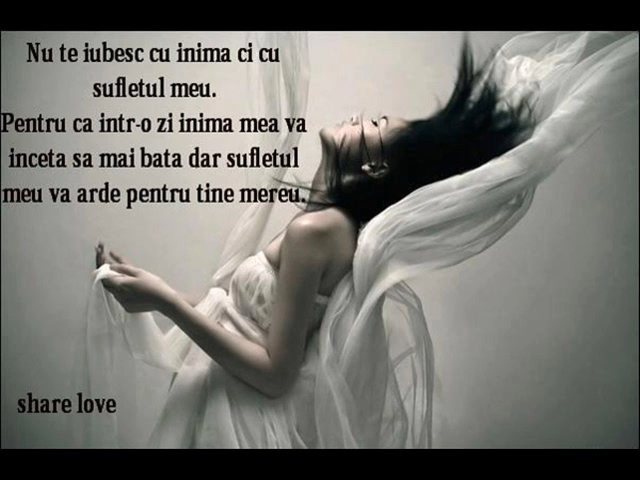 Nu te iubesc cu inima ci cu
sufletul meu.
Pentru ca intr-o zi inima mea va
inceta sa mai bata dar sufletul
meu va arde pentru tine mereu.
share love